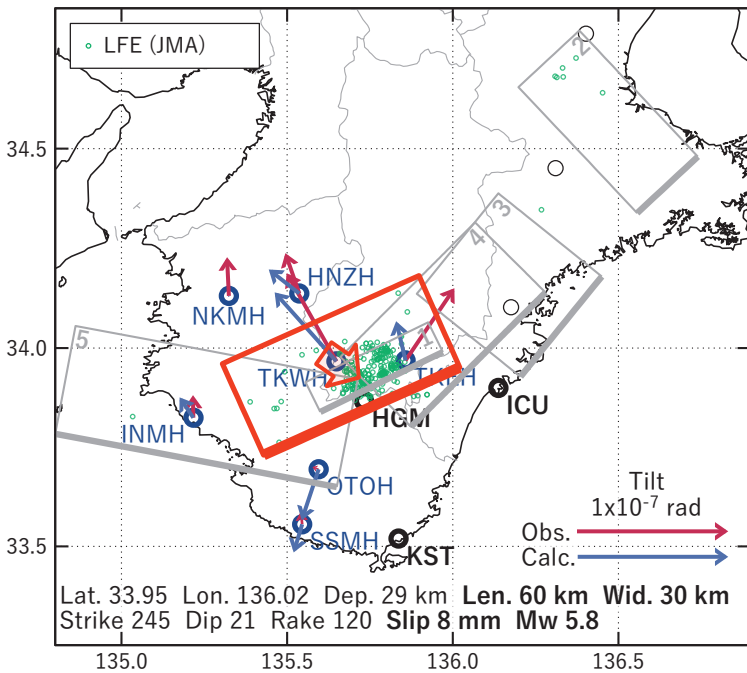 LFE (JMA)
2
34.5
3
4
HNZH
NKMH
5
1
34.0
TKWH
HGM
ICU
INMH
OTOH
Tilt
1x10-7 rad
Obs.
SSMH
KST
Calc.
33.5
Lat. 33.95 Lon. 136.02 Dep. 29 km Len. 60 km Wid. 30 km
Strike 245 Dip 21 Rake 120 Slip 8 mm Mw 5.8
135.0 135.5 136.0 136.5